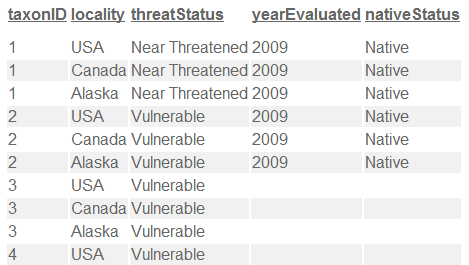 taxonID locality threatStatus yearEvaluated nativeStatus
1 USA Near Threatened 2009 Native
1 Canada Near Threatened 2009 Native
1 Alaska Near Threatened 2009 Native
2 USA Vulnerable 2009 Native
2 Canada Vulnerable 2009 Native
2 Alaska Vulnerable 2009 Native
3 USA Vulnerable
3 Canada Vulnerable
3 Alaska Vulnerable
4 USA Vulnerable